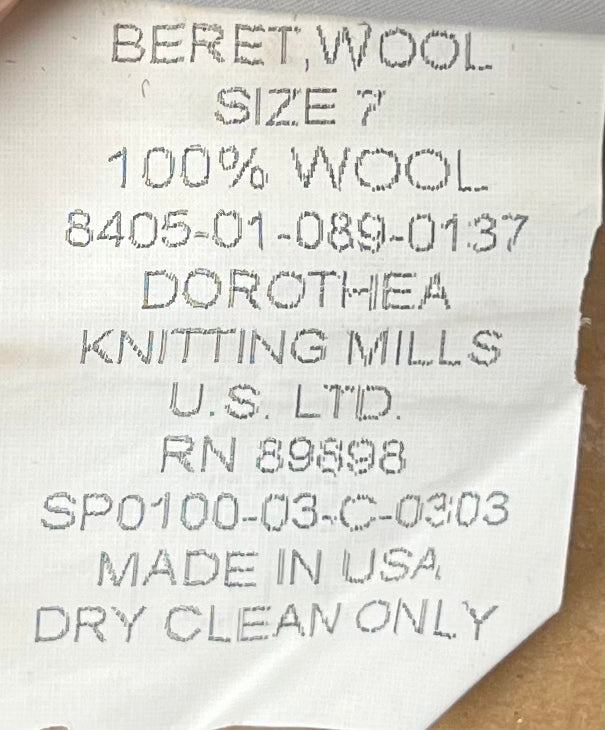 BERET, WOOL
SIZE 7
100% WOOL
8405-01-089-0137
DOROTHEA
KNITTING MILLS
U.S. LTD.
RN 89898
SP0100-03-C-0303
MADE IN USA
DRY CLEAN ONLY